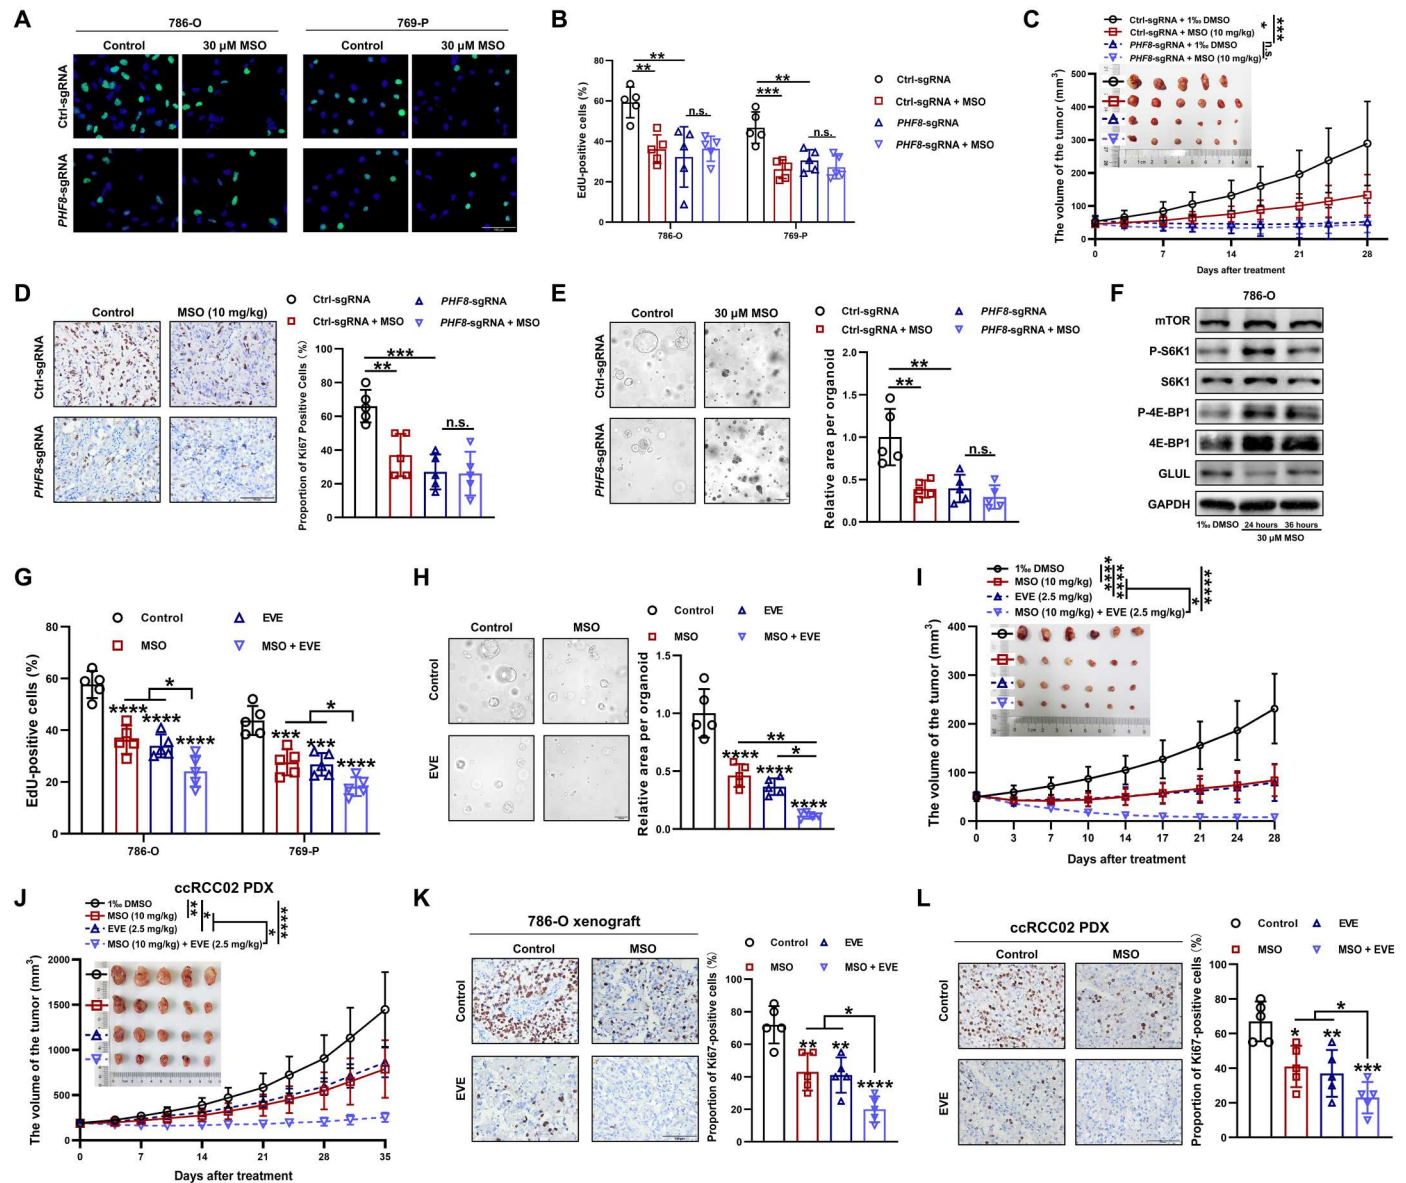 A
786-O
769-P
Control
30 µM MSO
Control
30 µM MSO
Ctrl-sgRNA
PHF8-sgRNA
B
EdU-positive cells (%)
80
60
40
20
0
**
**
n.s.
**
***
n.s.
786-O
769-P
Ctrl-sgRNA
Ctrl-sgRNA + MSO
PHF8-sgRNA
PHF8-sgRNA + MSO
C
Ctrl-sgRNA + 1‰ DMSO
Ctrl-sgRNA + MSO (10 mg/kg)
PHF8-sgRNA + 1‰ DMSO
PHF8-sgRNA + MSO (10 mg/kg)
*
***
n.s.
The volume of the tumor (mm3)
500
400
300
200
100
0
0 7 14 21 28
Days after treatment
D
Control
MSO (10 mg/kg)
Ctrl-sgRNA
PHF8-sgRNA
Ctrl-sgRNA
PHF8-sgRNA
Ctrl-sgRNA + MSO
PHF8-sgRNA + MSO
Proportion of Ki67 Positive Cells (%)
100
80
60
40
20
0
***
**
n.s.
E
Control
30 µM MSO
Ctrl-sgRNA
PHF8-sgRNA
Ctrl-sgRNA
PHF8-sgRNA
Ctrl-sgRNA + MSO
PHF8-sgRNA + MSO
Relative area per organoid
2.0
1.5
1.0
0.5
0.0
**
**
n.s.
F
786-O
mTOR
P-S6K1
S6K1
P-4E-BP1
4E-BP1
GLUL
GAPDH
1‰ DMSO 24 hours 36 hours
30 µM MSO
G
Control
EVE
MSO
MSO + EVE
EdU-positive cells (%)
80
60
40
20
0
*
****
****
****
*
***
***
****
786-O
769-P
H
Control
MSO
Control
EVE
Control
EVE
MSO
MSO + EVE
Relative area per organoid
1.5
1.0
0.5
0.0
**
*
****
****
****
I
1‰ DMSO
MSO (10 mg/kg)
EVE (2.5 mg/kg)
MSO (10 mg/kg) + EVE (2.5 mg/kg)
****
****
*
****
The volume of the tumor (mm3)
400
300
200
100
0
0 3 7 10 14 17 21 24 28
Days after treatment
J
ccRCC02 PDX
1‰ DMSO
MSO (10 mg/kg)
EVE (2.5 mg/kg)
MSO (10 mg/kg) + EVE (2.5 mg/kg)
**
*
*
****
The volume of the tumor (mm3)
2000
1500
1000
500
0
0 7 14 21 28 35
Days after treatment
K
786-O xenograft
Control
MSO
Control
EVE
Control
EVE
MSO
MSO + EVE
Proportion of Ki67-positive cells (%)
100
80
60
40
20
0
*
**
**
****
L
ccRCC02 PDX
Control
MSO
Control
EVE
Control
EVE
MSO
MSO + EVE
Proportion of Ki67-positive cells (%)
100
80
60
40
20
0
*
*
**
***